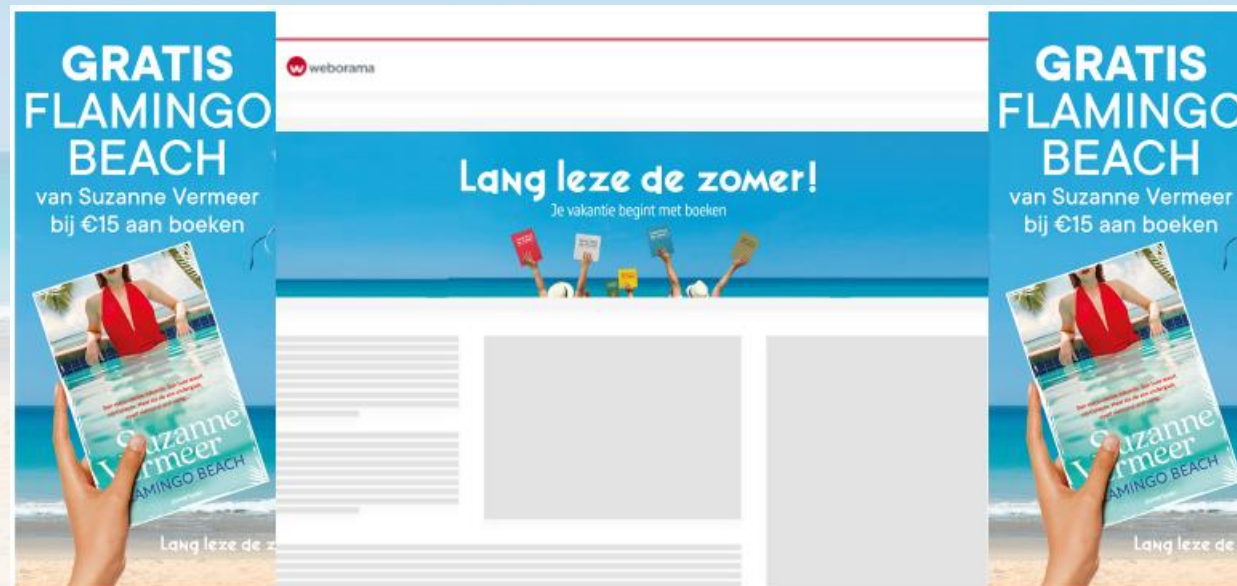 GRATIS
FLAMINGO
BEACH
van Suzanne Vermeer
bij €15 aan boeken
Suzanne
Vermeer
AMINGO BEACH
Lang leze de z
weborama
Lang leze de zomer!
Je vakantie begint met boeken
GRATIS
FLAMINGO
BEACH
van Suzanne Vermeer
bij €15 aan boeken
Suzanne
Vermeer
AMINGO BEACH
Lang leze de